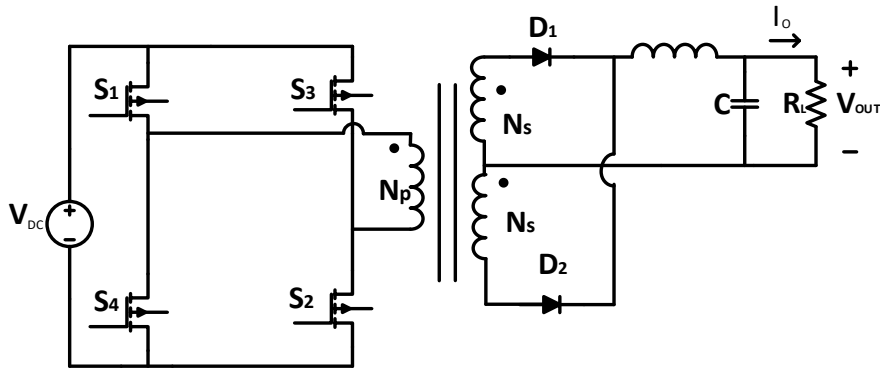 Io
D1
S1
S3
+
Ns
C
RL
VOUT
−
Np
VDC
+
−
Ns
D2
S4
S2